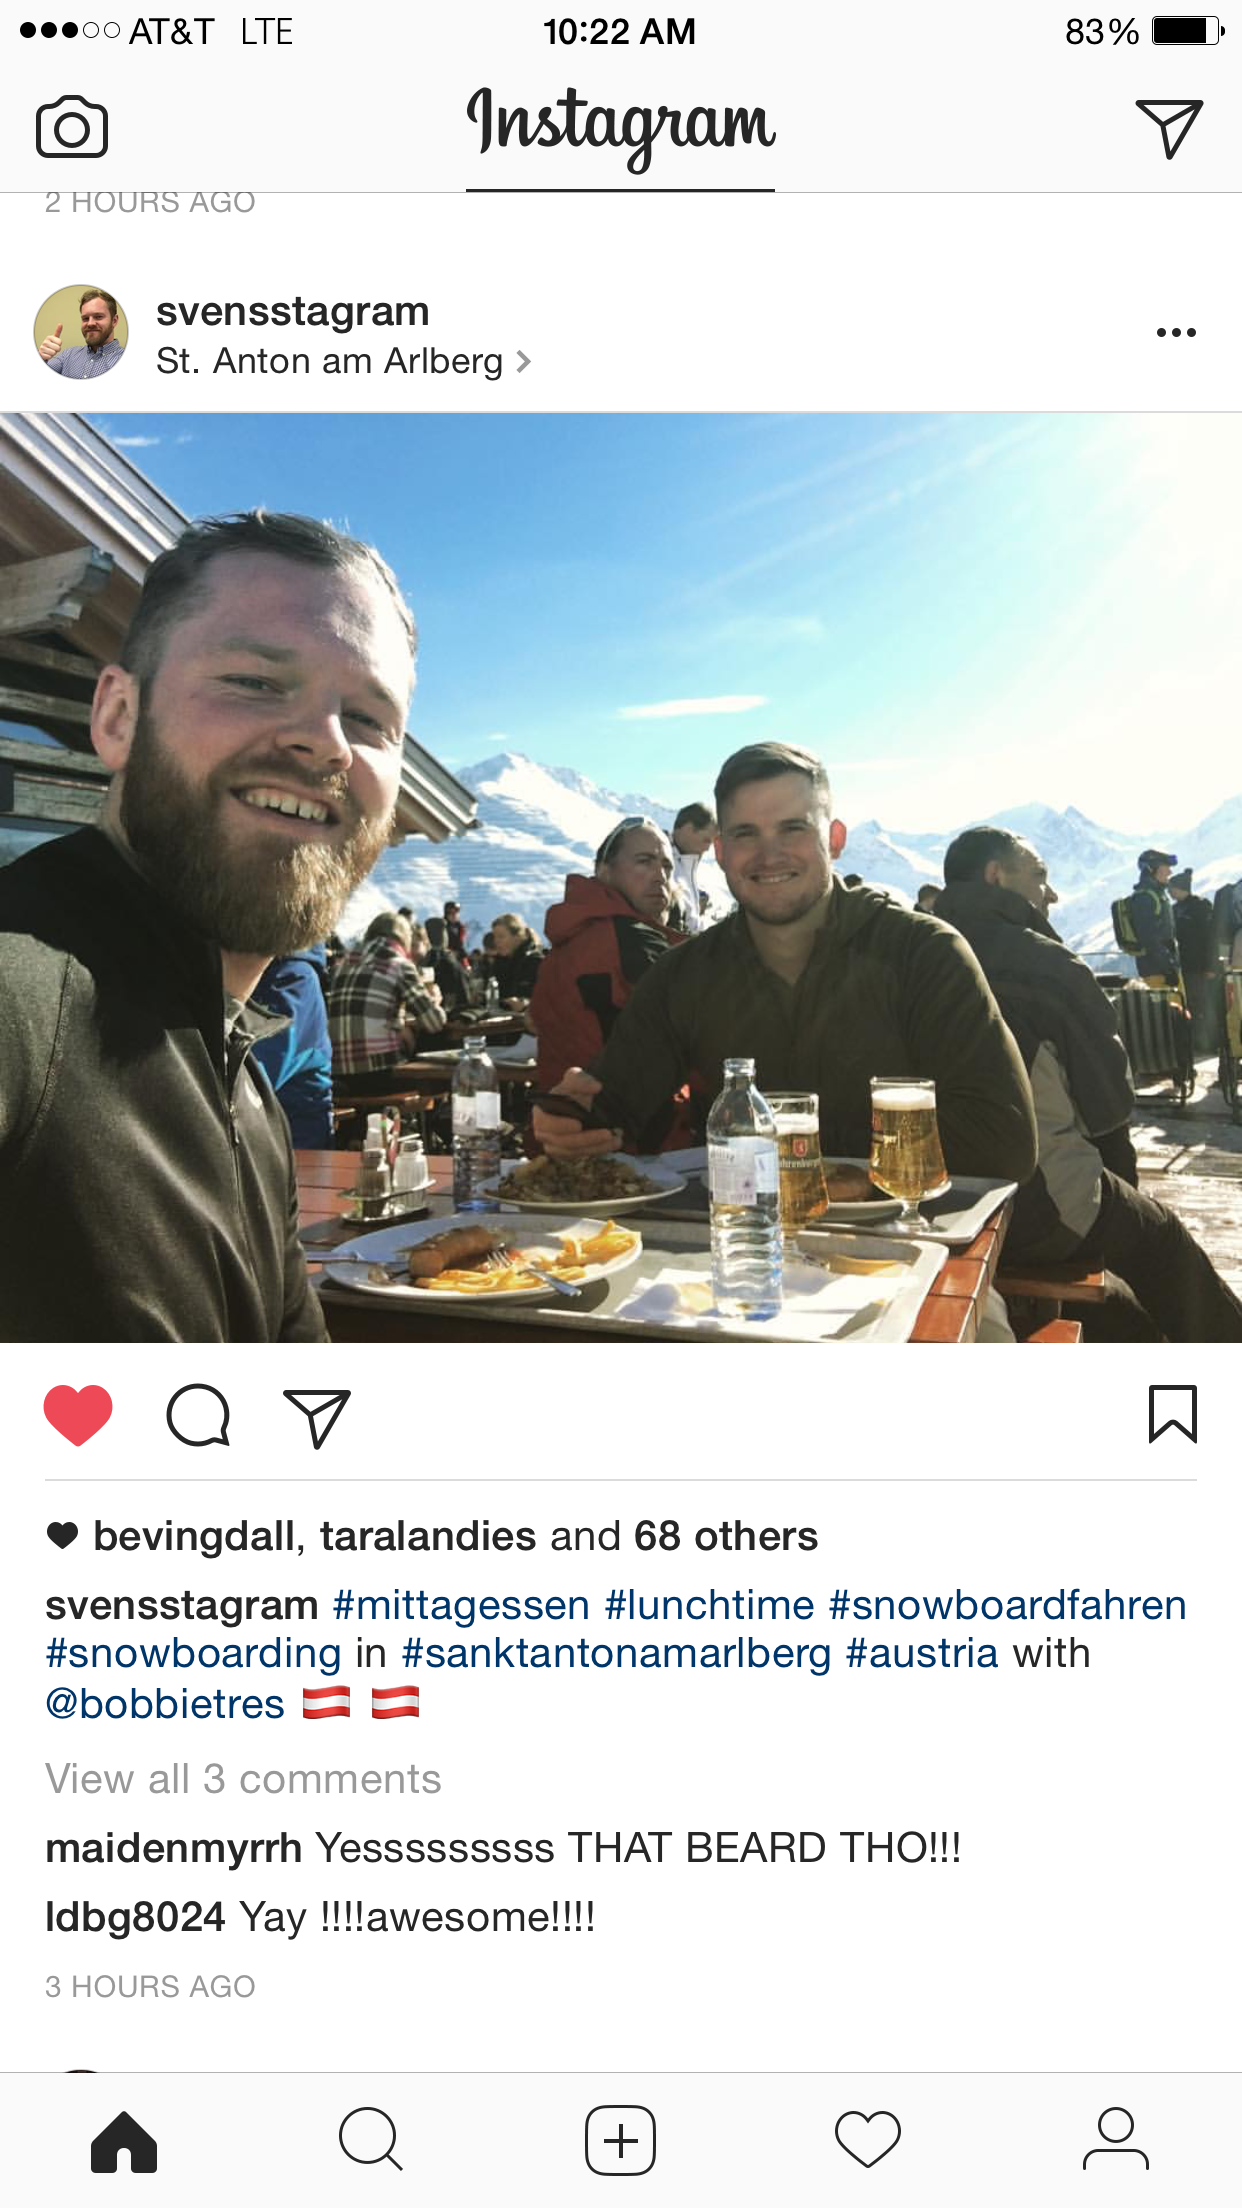 AT&T LTE 10:22 AM 83%
Instagram
2 HOURS AGO
svensstagram
St. Anton am Arlberg
bevingdall, taralandies and 68 others
svensstagram #mittagessen #lunchtime #snowboardfahren
#snowboarding in #sanktantonamarlberg #austria with
@bobbietres 🇦🇹 🇦🇹
View all 3 comments
maidenmyrrh Yesssssssss THAT BEARD THO!!!
ldbg8024 Yay !!!!awesome!!!!
3 HOURS AGO